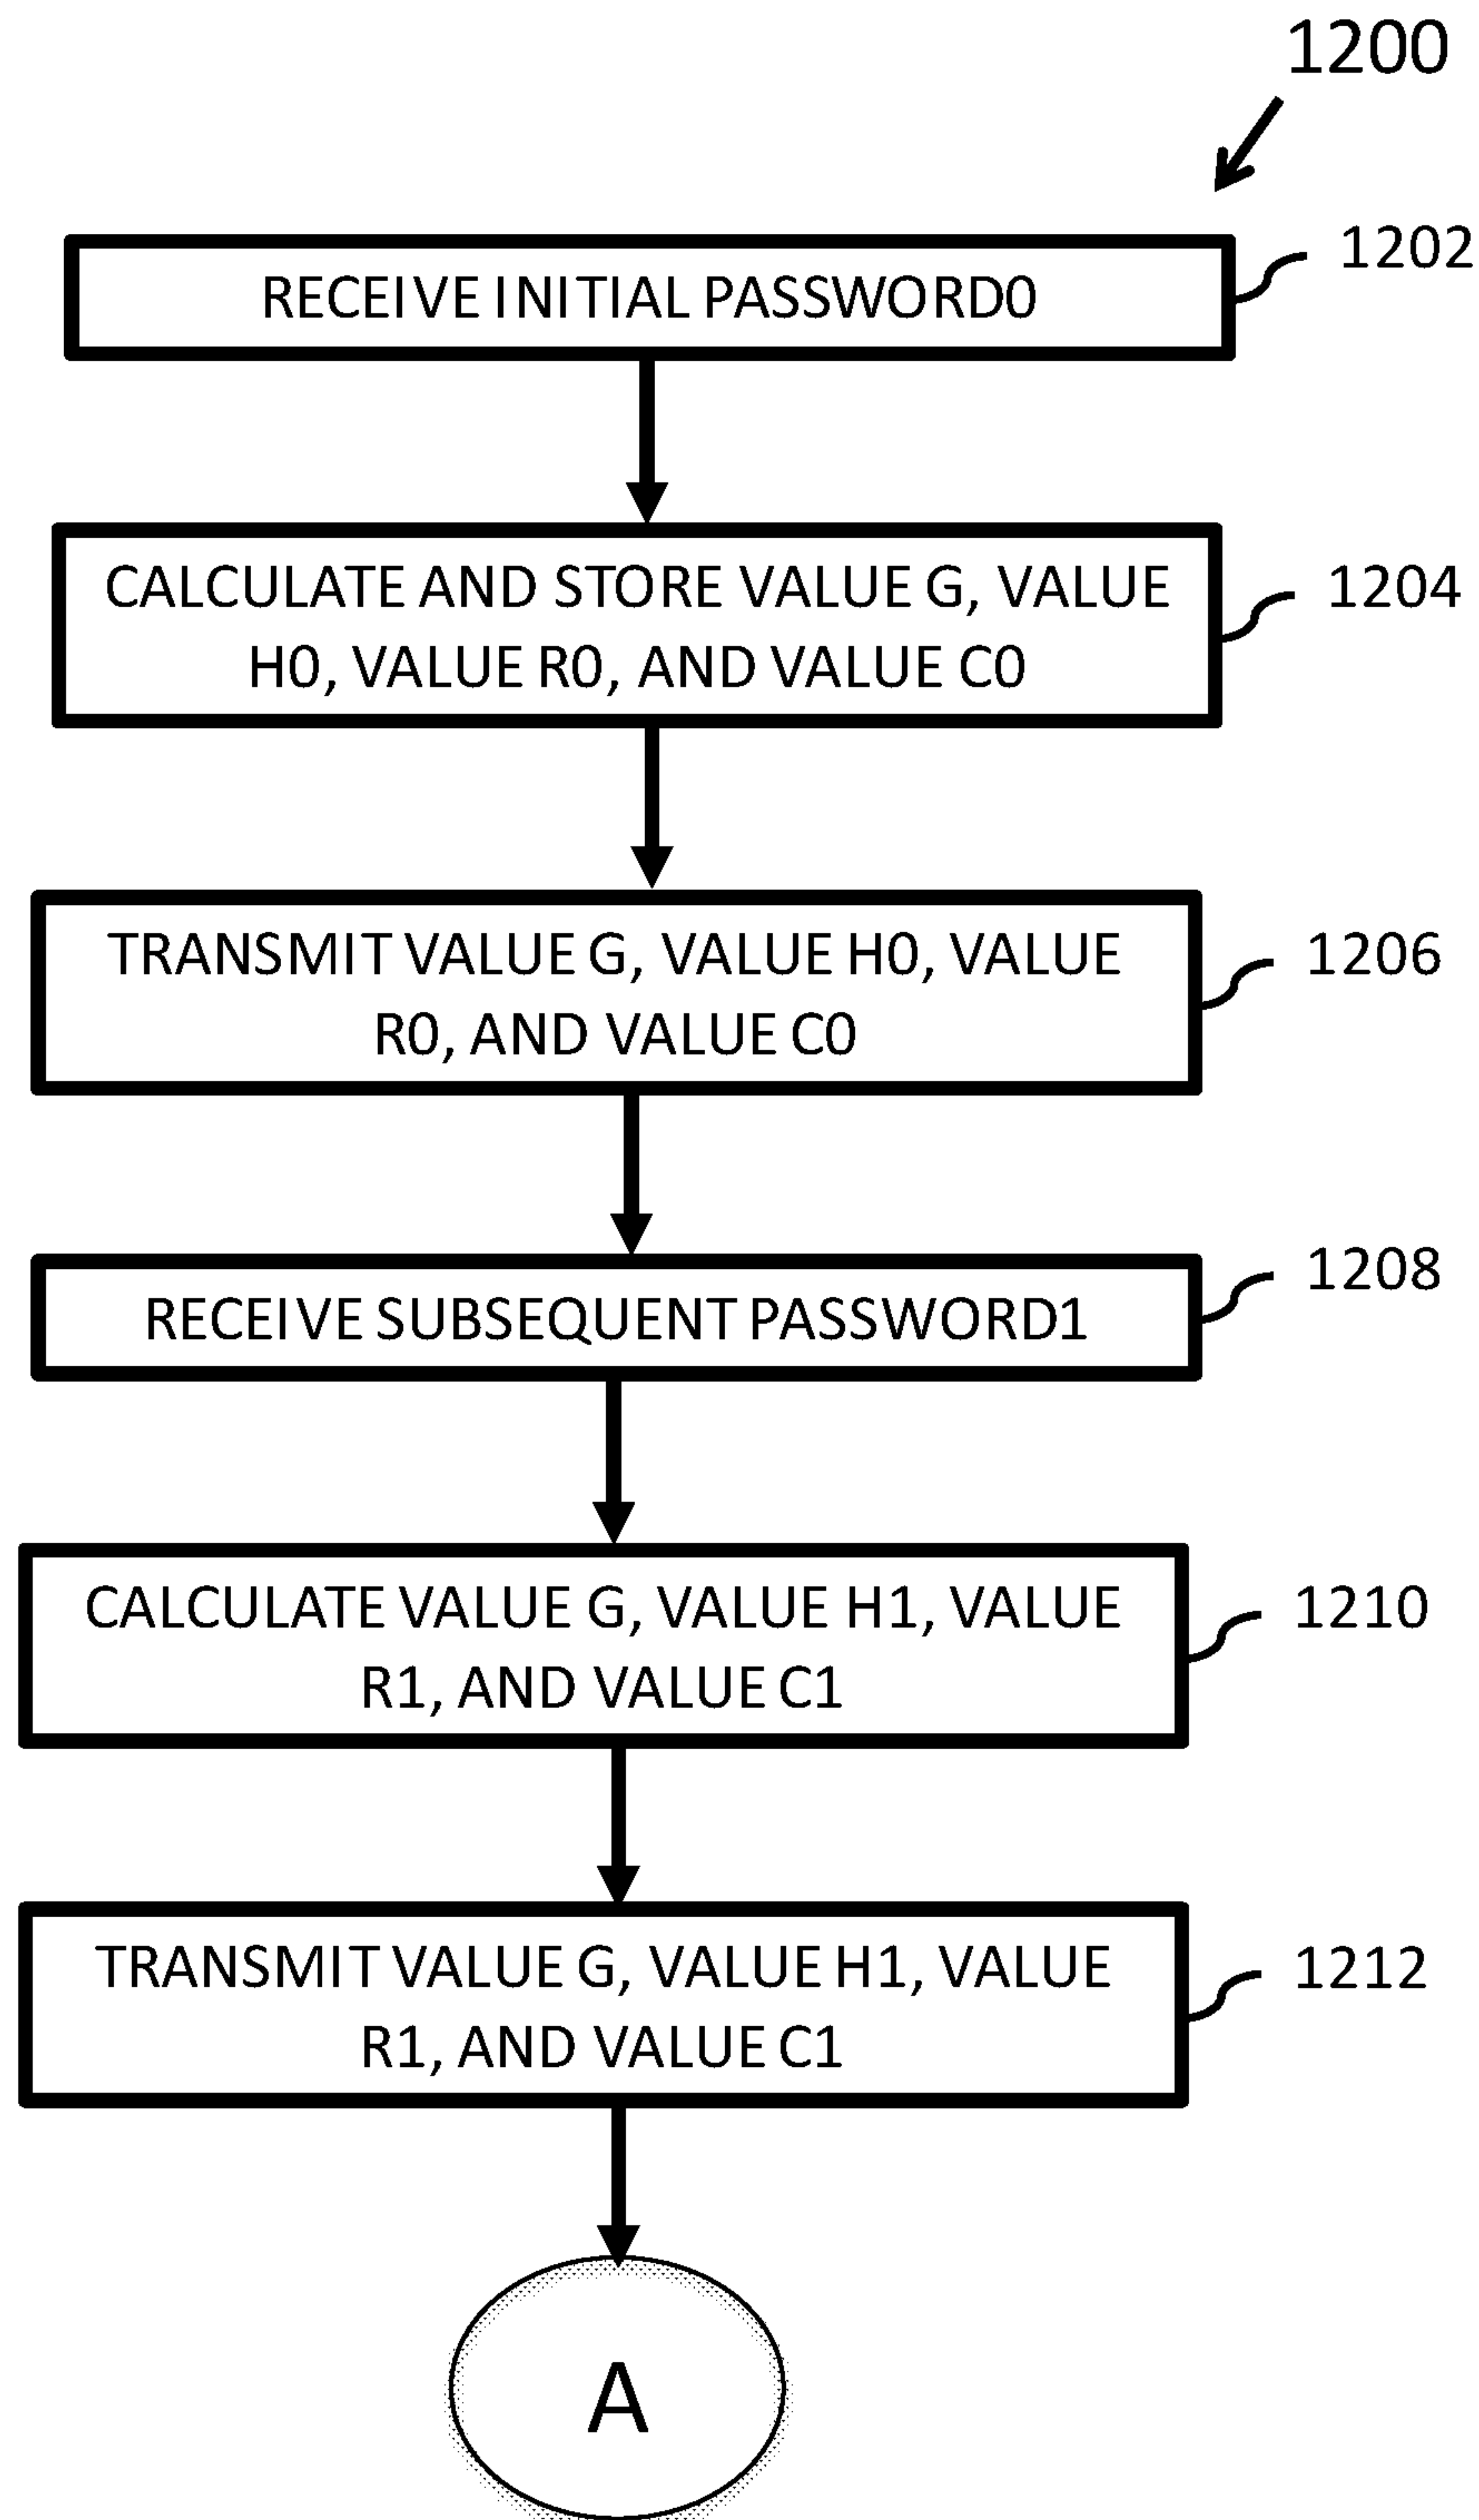 1200
1202
RECEIVE INITIAL PASSWORD0
CALCULATE AND STORE VALUE G, VALUE
1204
H0, VALUE R0, AND VALUE C0
TRANSMIT VALUE G, VALUE H0, VALUE
1206
R0, AND VALUE C0
1208
RECEIVE SUBSEQUENT PASSWORD1
CALCULATE VALUE G, VALUE H1, VALUE
1210
R1, AND VALUE C1
TRANSMIT VALUE G, VALUE H1, VALUE
1212
R1, AND VALUE C1
A